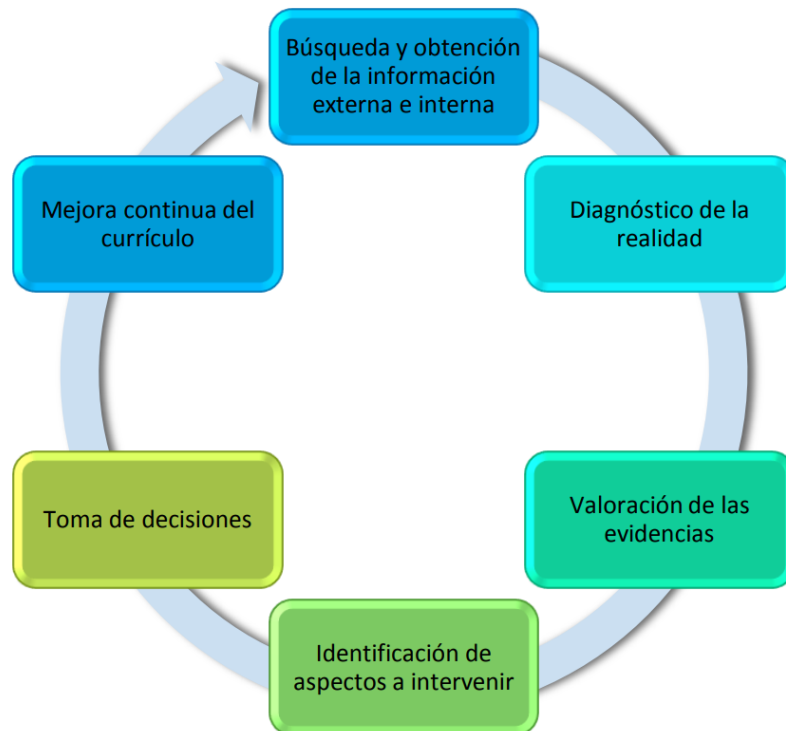 Búsqueda y obtención
de la información
externa e interna
Diagnóstico de la
realidad
Valoración de las
evidencias
Identificación de
aspectos a intervenir
Toma de decisiones
Mejora continua del
currículo